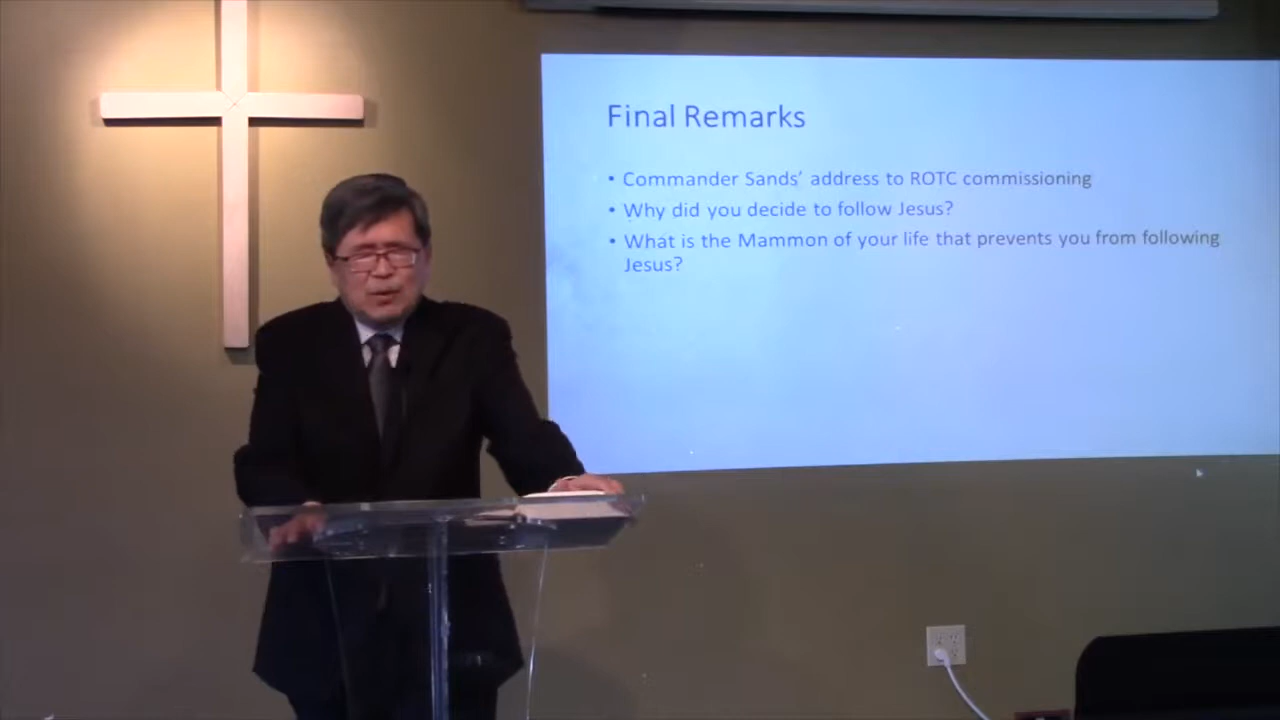 Final Remarks
• Commander Sands' address to ROTC commissioning
• Why did you decide to follow Jesus?
• What is the Mammon of your life that prevents you from following
Jesus?